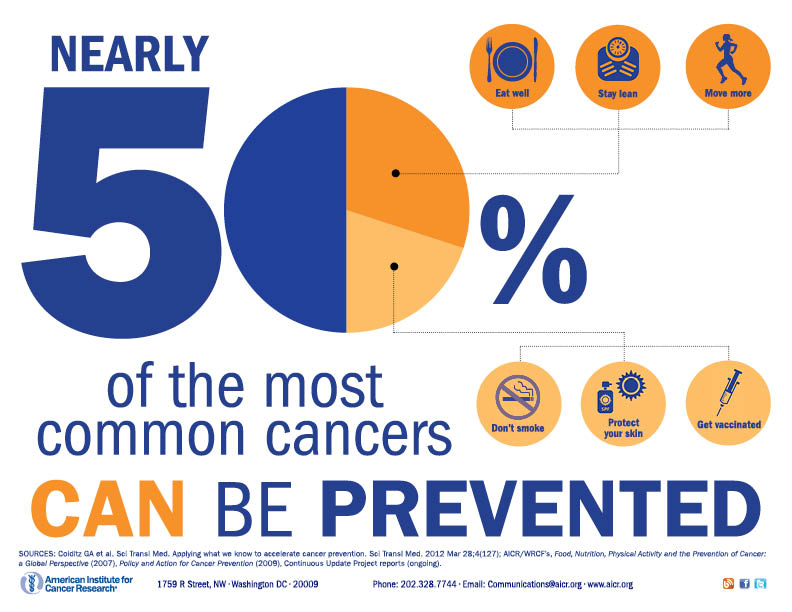 NEARLY
50%
of the most
common cancers
CAN BE PREVENTED
Eat well
Stay lean
Move more
Don't smoke
SPF
Protect
your skin
Get vaccinated
SOURCES: Colditz GA et al. Sci Transl Med. Applying what we know to accelerate cancer prevention. Sci Transl Med. 2012 Mar 28;4(127); AICR/WRCF's, Food, Nutrition, Physical Activity and the Prevention of Cancer:
a Global Perspective (2007), Policy and Action for Cancer Prevention (2009), Continuous Update Project reports (ongoing).
American Institute for
Cancer Research®
1759 R Street, NW · Washington DC · 20009
Phone: 202.328.7744 · Email: Communications@aicr.org · www.aicr.org